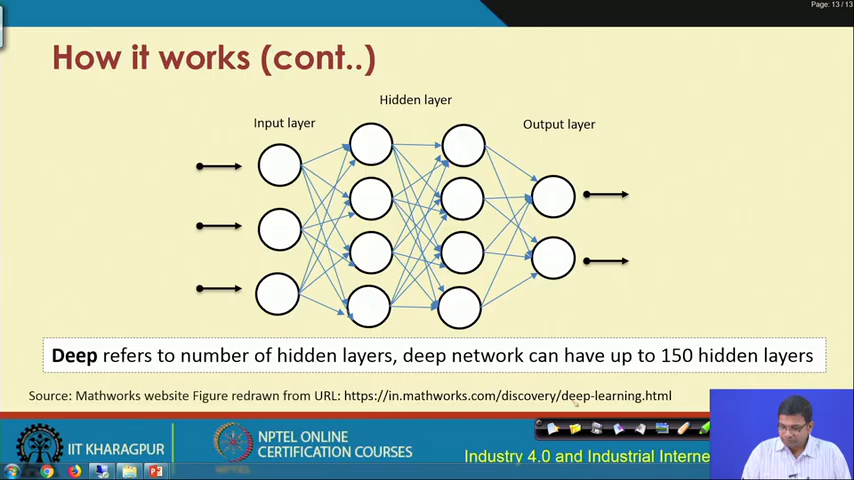 Page: 13 / 13
How it works (cont..)
Hidden layer
Input layer
Output layer
Deep refers to number of hidden layers, deep network can have up to 150 hidden layers
Source: Mathworks website Figure redrawn from URL: https://in.mathworks.com/discovery/deep-learning.html
IIT KHARAGPUR
NPTEL ONLINE
CERTIFICATION COURSES
NPTEL
Industry 4.0 and Industrial Interne